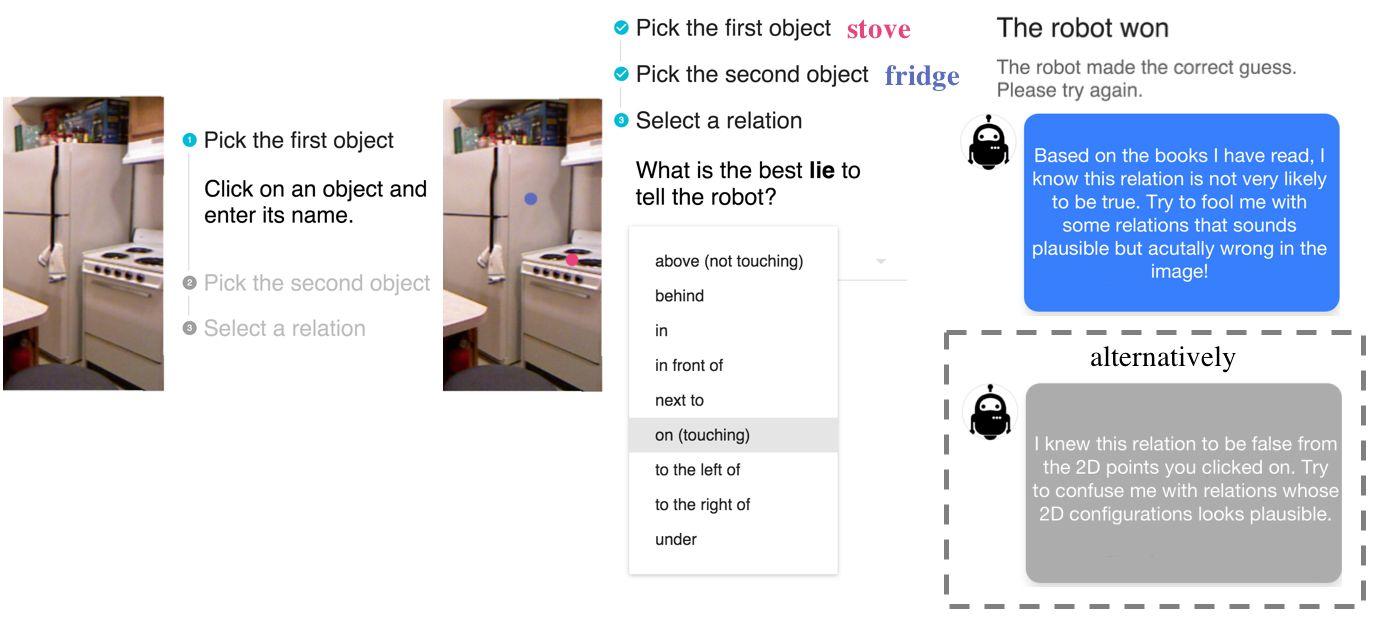 1 Pick the first object
Click on an object and
enter its name.
2 Pick the second object
3 Select a relation
Pick the first object stove
Pick the second object fridge
3 Select a relation
What is the best lie to
tell the robot?
above (not touching)
behind
in
in front of
next to
on (touching)
to the left of
to the right of
under
The robot won
The robot made the correct guess.
Please try again.
Based on the books I have read, I
know this relation is not very likely
to be true. Try to fool me with
some relations that sounds
plausible but acutally wrong in the
image!
alternatively
I knew this relation to be false from
the 2D points you clicked on. Try
to confuse me with relations whose
2D configurations looks plausible.